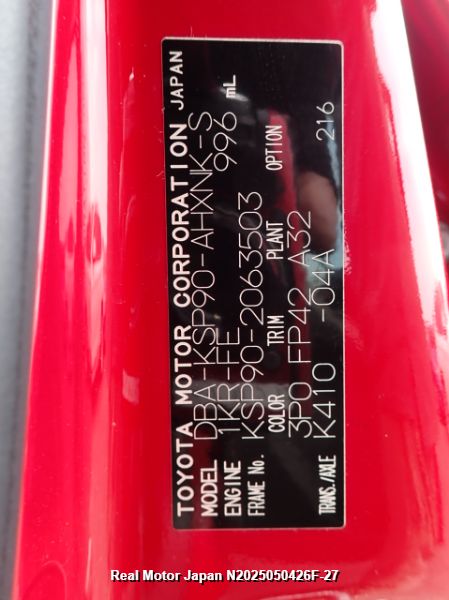 TOYOTA MOTOR CORPORATION JAPAN
MODEL DBA-KSP90-AHXNK-S
ENGINE 1KR-FE 996 mL
FRAME No. KSP90-2063503
COLOR TRIM PLANT OPTION
3P0 FP42 A32
TRANS./AXLE K410 -04A 216
Real Motor Japan N2025050426F-27